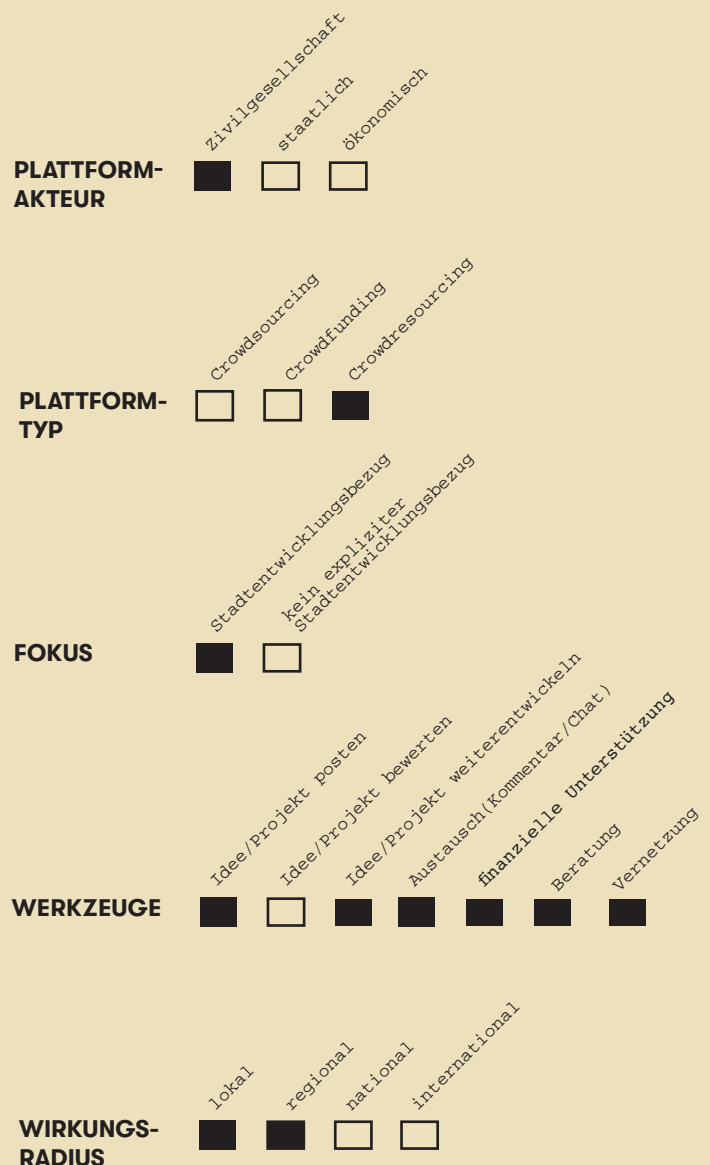 Zivilgesellschaft
staatlich
ökonomisch
PLATTFORM-
AKTEUR
Crowdsourcing
Crowdfunding
Crowdresourcing
PLATTFORM-
TYP
Stadtentwicklungsbezug
kein expliziter
Stadtentwicklungsbezug
FOKUS
Idee/Projekt posten
Idee/Projekt bewerten
Idee/Projekt weiterentwickeln
Austausch(Kommentar/Chat)
finanzielle Unterstützung
Beratung
Vernetzung
WERKZEUGE
lokal
regional
national
international
WIRKUNGS-
RADIUS